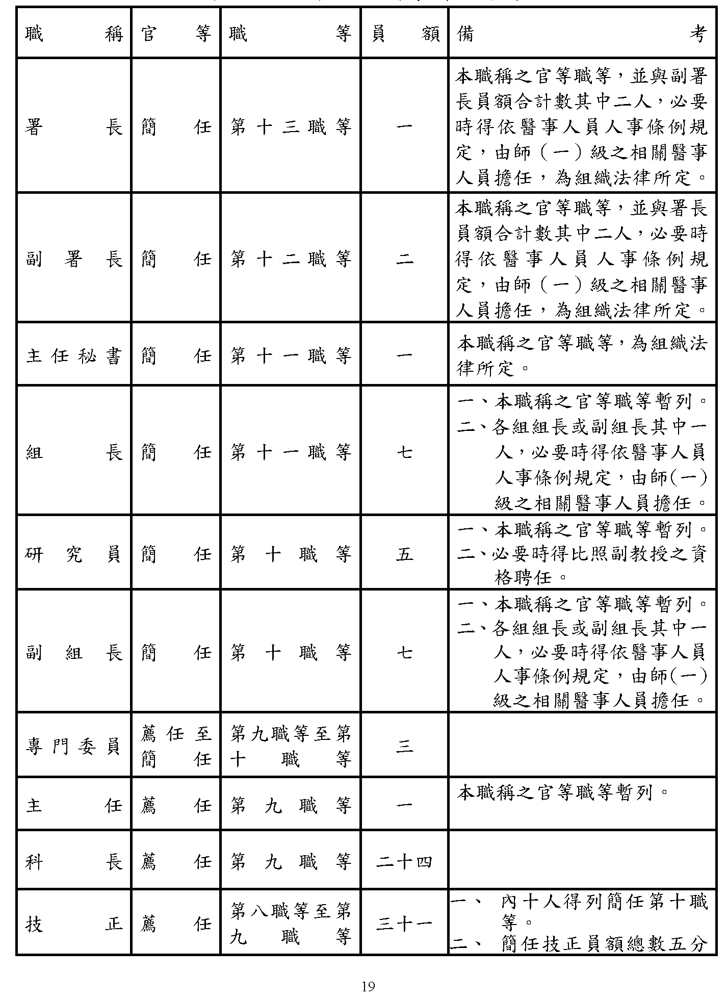 職稱 官等 職等 員額 備考
署長 簡任 第十三職等 一
本職稱之官等職等，並與副署
長員額合計數其中二人，必要
時得依醫事人員人事條例規
定，由師（一）級之相關醫事
人員擔任，為組織法律所定。
副署長 簡任 第十二職等 二
本職稱之官等職等，並與署長
員額合計數其中二人，必要時
得依醫事人員人事條例規
定，由師（一）級之相關醫事
人員擔任，為組織法律所定。
主任秘書 簡任 第十一職等 一
本職稱之官等職等，為組織法
律所定。
組長 簡任 第十一職等 七
一、本職稱之官等職等暫列。
二、各組組長或副組長其中一
人，必要時得依醫事人員
人事條例規定，由師(一)
級之相關醫事人員擔任。
研究員 簡任 第十職等 五
一、本職稱之官等職等暫列。
二、必要時得比照副教授之資
格聘任。
副組長 簡任 第十職等 七
一、本職稱之官等職等暫列。
二、各組組長或副組長其中一
人，必要時得依醫事人員
人事條例規定，由師(一)
級之相關醫事人員擔任。
專門委員
薦任至
簡任
第九職等至第
十職等
三
主任 薦任 第九職等 一
本職稱之官等職等暫列。
科長 薦任 第九職等 二十四
技正 薦任
第八職等至第
九職等
三十一
一、 內十人得列簡任第十職
等。
二、 簡任技正員額總數五分
19